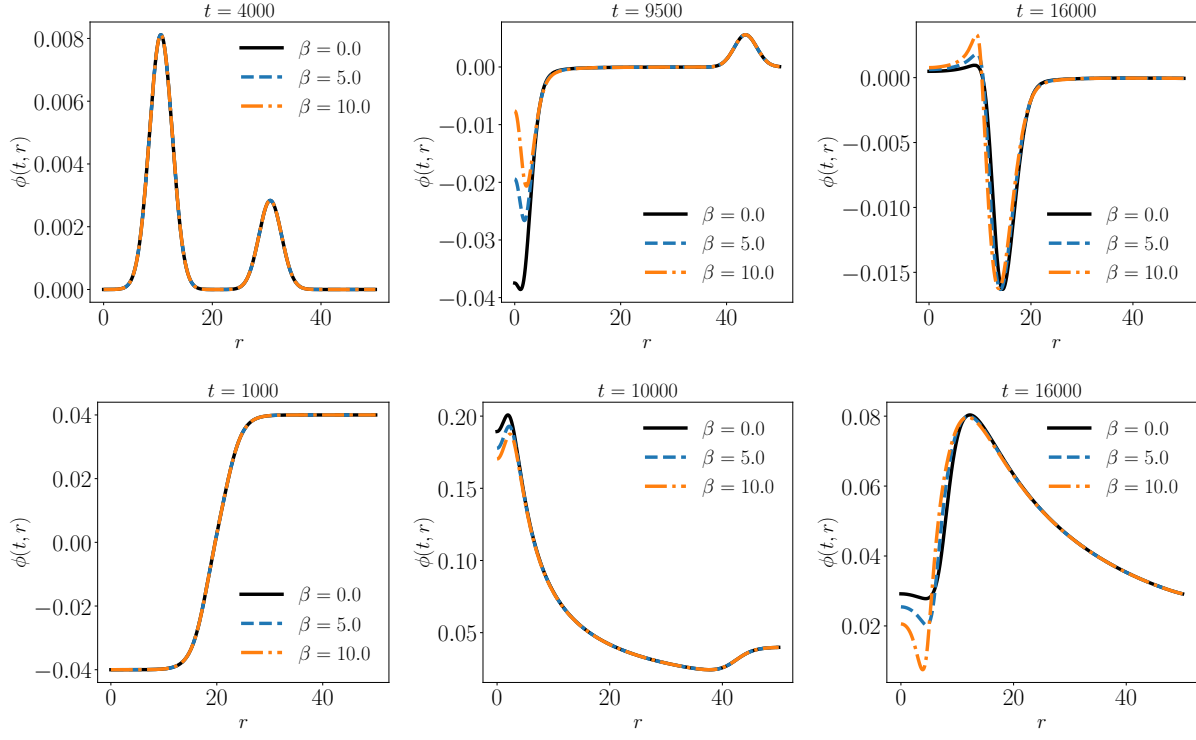 t = 4000
0.008
0.006
0.004
0.002
0.000
ϕ(t, r)
0
20
40
r
β = 0.0
β = 5.0
β = 10.0
t = 9500
0.00
−0.01
−0.02
−0.03
−0.04
ϕ(t, r)
0
20
40
r
β = 0.0
β = 5.0
β = 10.0
t = 16000
0.000
−0.005
−0.010
−0.015
ϕ(t, r)
0
20
40
r
β = 0.0
β = 5.0
β = 10.0
t = 1000
0.04
0.02
0.00
−0.02
−0.04
ϕ(t, r)
0
20
40
r
β = 0.0
β = 5.0
β = 10.0
t = 10000
0.20
0.15
0.10
0.05
ϕ(t, r)
0
20
40
r
β = 0.0
β = 5.0
β = 10.0
t = 16000
0.08
0.06
0.04
0.02
ϕ(t, r)
0
20
40
r
β = 0.0
β = 5.0
β = 10.0